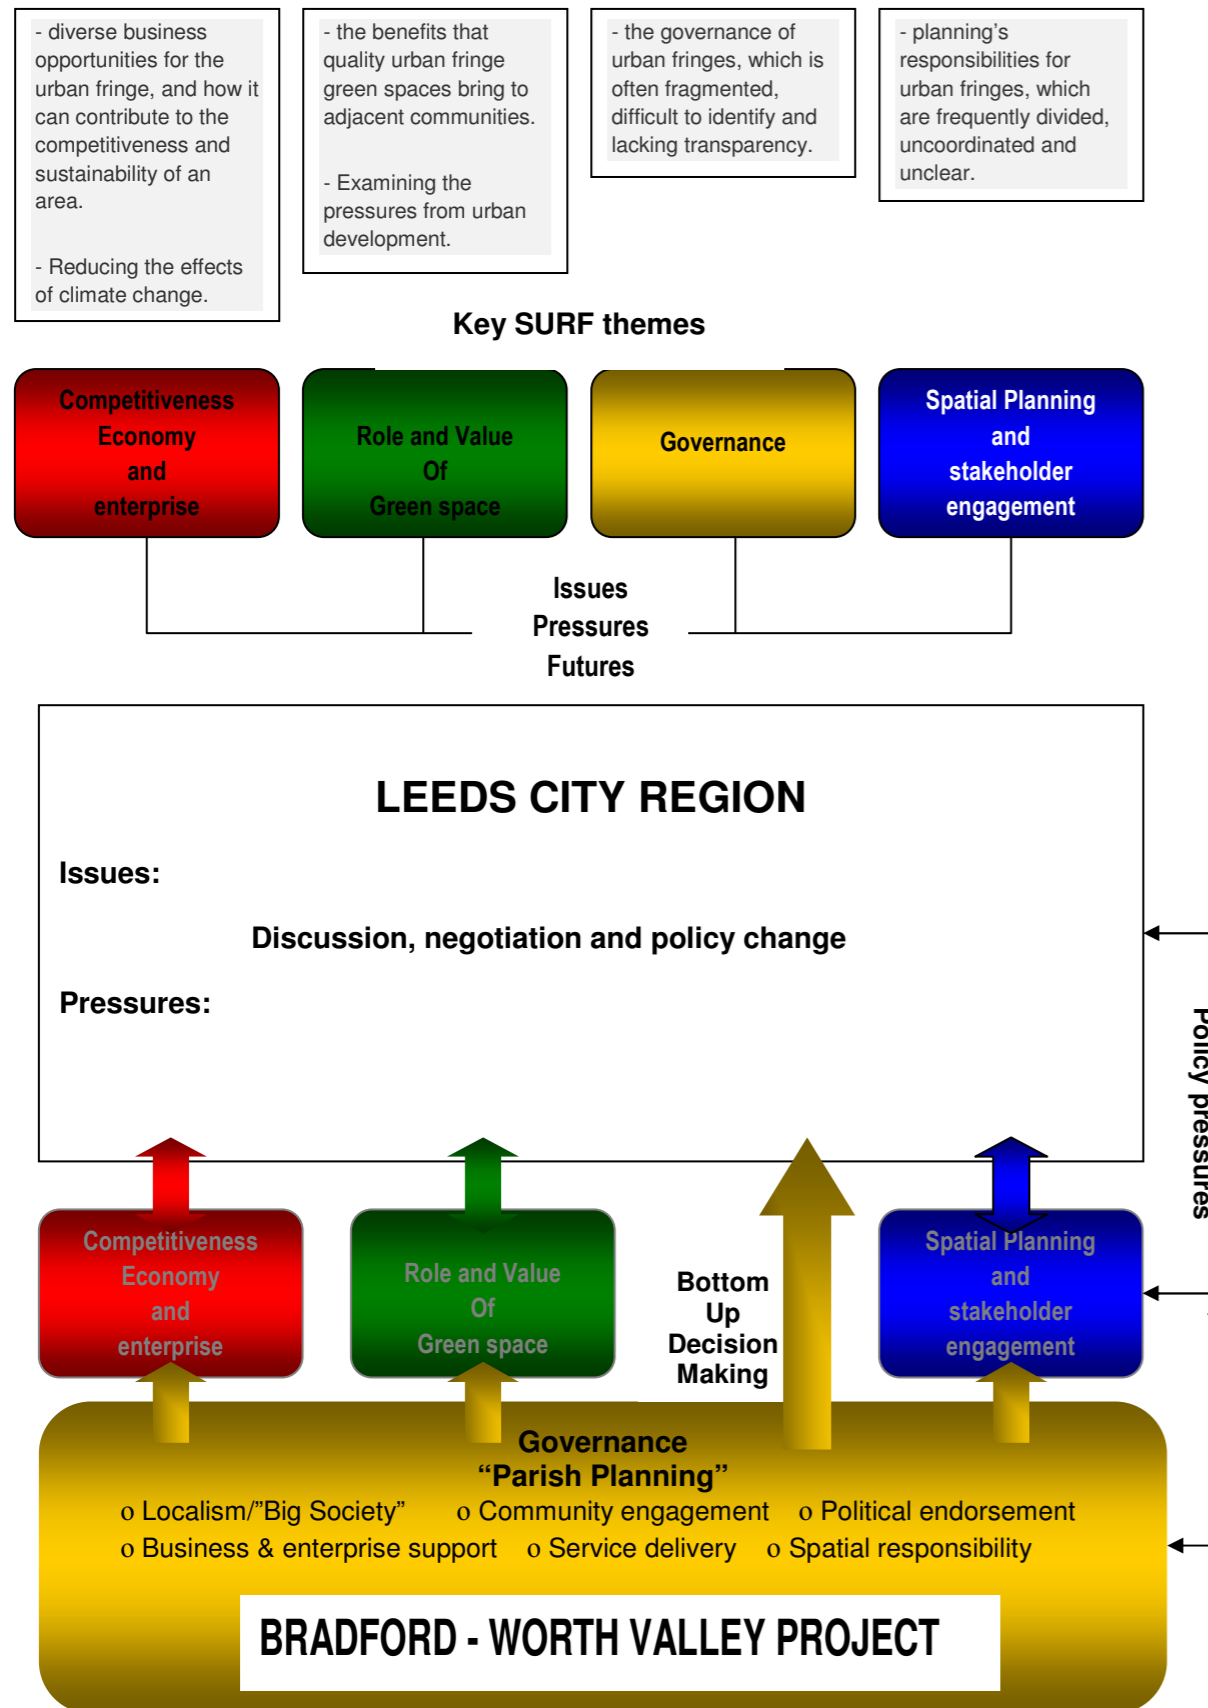 - diverse business
opportunities for the
urban fringe, and how it
can contribute to the
competitiveness and
sustainability of an
area.
- Reducing the effects
of climate change.
- the benefits that
quality urban fringe
green spaces bring to
adjacent communities.
- Examining the
pressures from urban
development.
- the governance of
urban fringes, which is
often fragmented,
difficult to identify and
lacking transparency.
- planning’s
responsibilities for
urban fringes, which
are frequently divided,
uncoordinated and
unclear.
Key SURF themes
Competitiveness
Economy
and
enterprise
Role and Value
Of
Green space
Governance
Spatial Planning
and
stakeholder
engagement
Issues
Pressures
Futures
LEEDS CITY REGION
Issues:
Discussion, negotiation and policy change
Pressures:
Policy pressures
Competitiveness
Economy
and
enterprise
Role and Value
Of
Green space
Bottom
Up
Decision
Making
Spatial Planning
and
stakeholder
engagement
Governance
“Parish Planning”
o Localism/”Big Society” o Community engagement o Political endorsement
o Business & enterprise support o Service delivery o Spatial responsibility
BRADFORD - WORTH VALLEY PROJECT